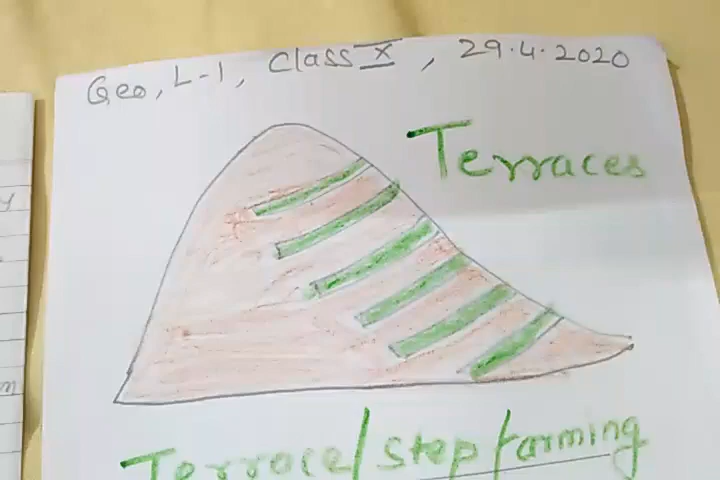 Geo, L-1, Class X, 29.4.2020
Terraces
Terrace/step farming